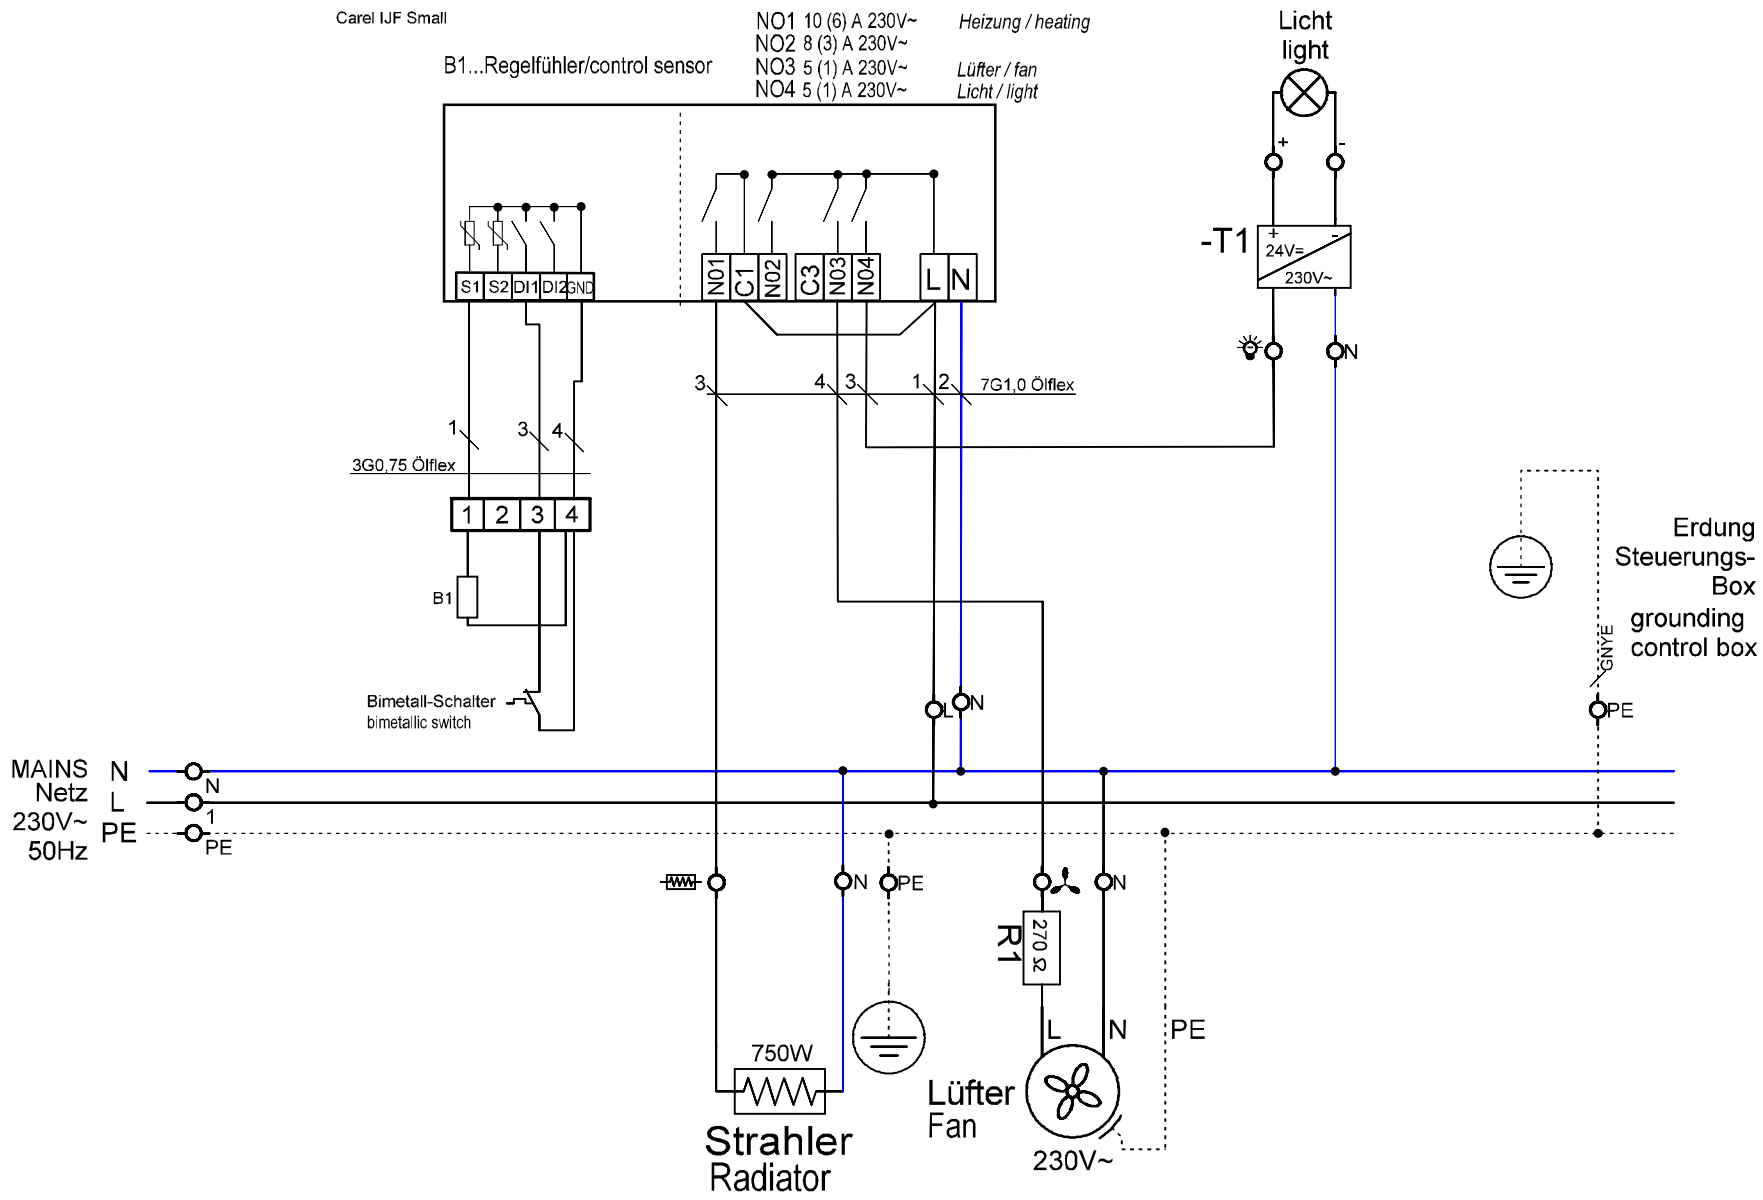 Carel IJF Small
NO1 10 (6) A 230V~ Heizung / heating
NO2 8 (3) A 230V~
NO3 5 (1) A 230V~ Lüfter / fan
NO4 5 (1) A 230V~ Licht / light
B1...Regelfühler/control sensor
Licht
light
+ -
-T1
+ -
24V=
230V~
S1 S2 DI1 DI2 GND
N01 C1 N02 C3 N03 N04 L N
N
3 4 3 1 2 7G1,0 Ölflex
1 3 4
3G0,75 Ölflex
1 2 3 4
B1
Bimetall-Schalter
bimetallic switch
Erdung
Steuerungs-
Box
grounding
control box
GNYE
PE
L N
MAINS N
Netz
L
230V~ PE
50Hz
N
1
PE
N PE N
R1
270 Ω
L N PE
750W
Strahler
Radiator
Lüfter
Fan
230V~